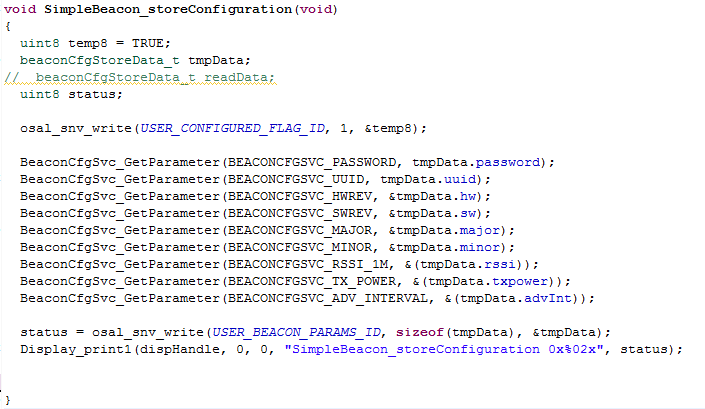 void SimpleBeacon_storeConfiguration(void)
{
  uint8 temp8 = TRUE;
  beaconCfgStoreData_t tmpData;
//  beaconCfgStoreData_t readData;
  uint8 status;
  osal_snv_write(USER_CONFIGURED_FLAG_ID, 1, &temp8);
  BeaconCfgSvc_GetParameter(BEACONCFGSVC_PASSWORD, tmpData.password);
  BeaconCfgSvc_GetParameter(BEACONCFGSVC_UUID, tmpData.uuid);
  BeaconCfgSvc_GetParameter(BEACONCFGSVC_HWREV, &tmpData.hw);
  BeaconCfgSvc_GetParameter(BEACONCFGSVC_SWREV, &tmpData.sw);
  BeaconCfgSvc_GetParameter(BEACONCFGSVC_MAJOR, &tmpData.major);
  BeaconCfgSvc_GetParameter(BEACONCFGSVC_MINOR, &tmpData.minor);
  BeaconCfgSvc_GetParameter(BEACONCFGSVC_RSSI_1M, &(tmpData.rssi));
  BeaconCfgSvc_GetParameter(BEACONCFGSVC_TX_POWER, &(tmpData.txpower));
  BeaconCfgSvc_GetParameter(BEACONCFGSVC_ADV_INTERVAL, &(tmpData.advInt));
  status = osal_snv_write(USER_BEACON_PARAMS_ID, sizeof(tmpData), &tmpData);
  Display_print1(dispHandle, 0, 0, "SimpleBeacon_storeConfiguration 0x%02x", status);
}